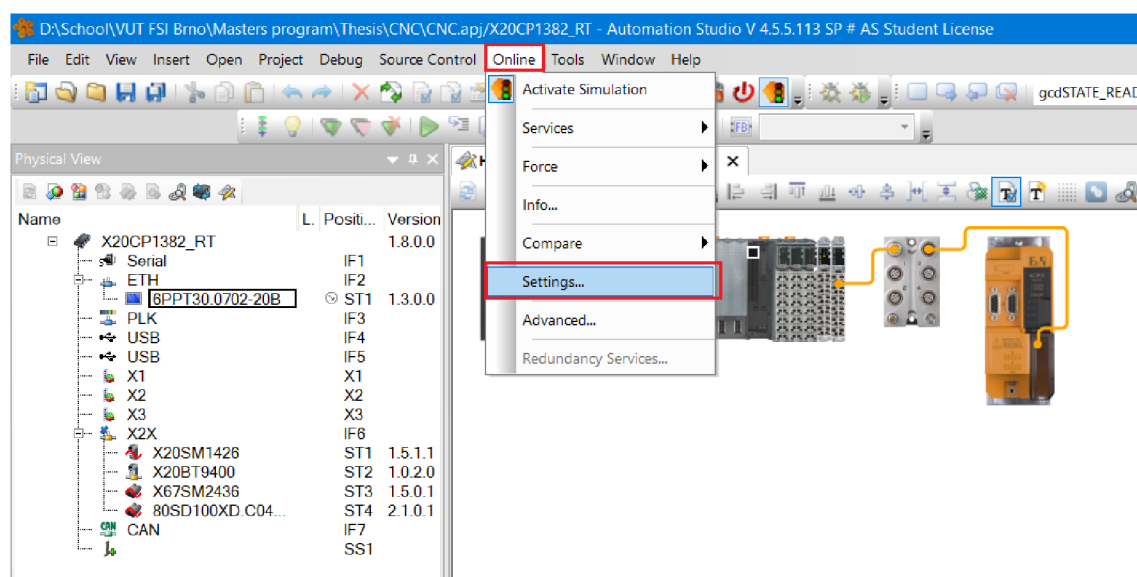 D:\School\VUT FSI Brno\Masters program\Thesis\CNC\CNC.apj/X20CP1382_RT - Automation Studio V 4.5.5.113 SP # AS Student License
File Edit View Insert Open Project Debug Source Control Online Tools Window Help
Activate Simulation
gcdSTATE_READ
Services
FB
Physical View
Force
Info...
Name L. Positi... Version
X20CP1382_RT 1.8.0.0
Compare
Serial IF1
ETH IF2
Settings...
6PPT30.0702-20B ST1 1.3.0.0
PLK IF3
Advanced...
USB IF4
USB IF5
Redundancy Services...
X1 X1
X2 X2
X3 X3
X2X IF6
X20SM1426 ST1 1.5.1.1
X20BT9400 ST2 1.0.2.0
X67SM2436 ST3 1.5.0.1
80SD100XD.C04... ST4 2.1.0.1
CAN IF7
SS1